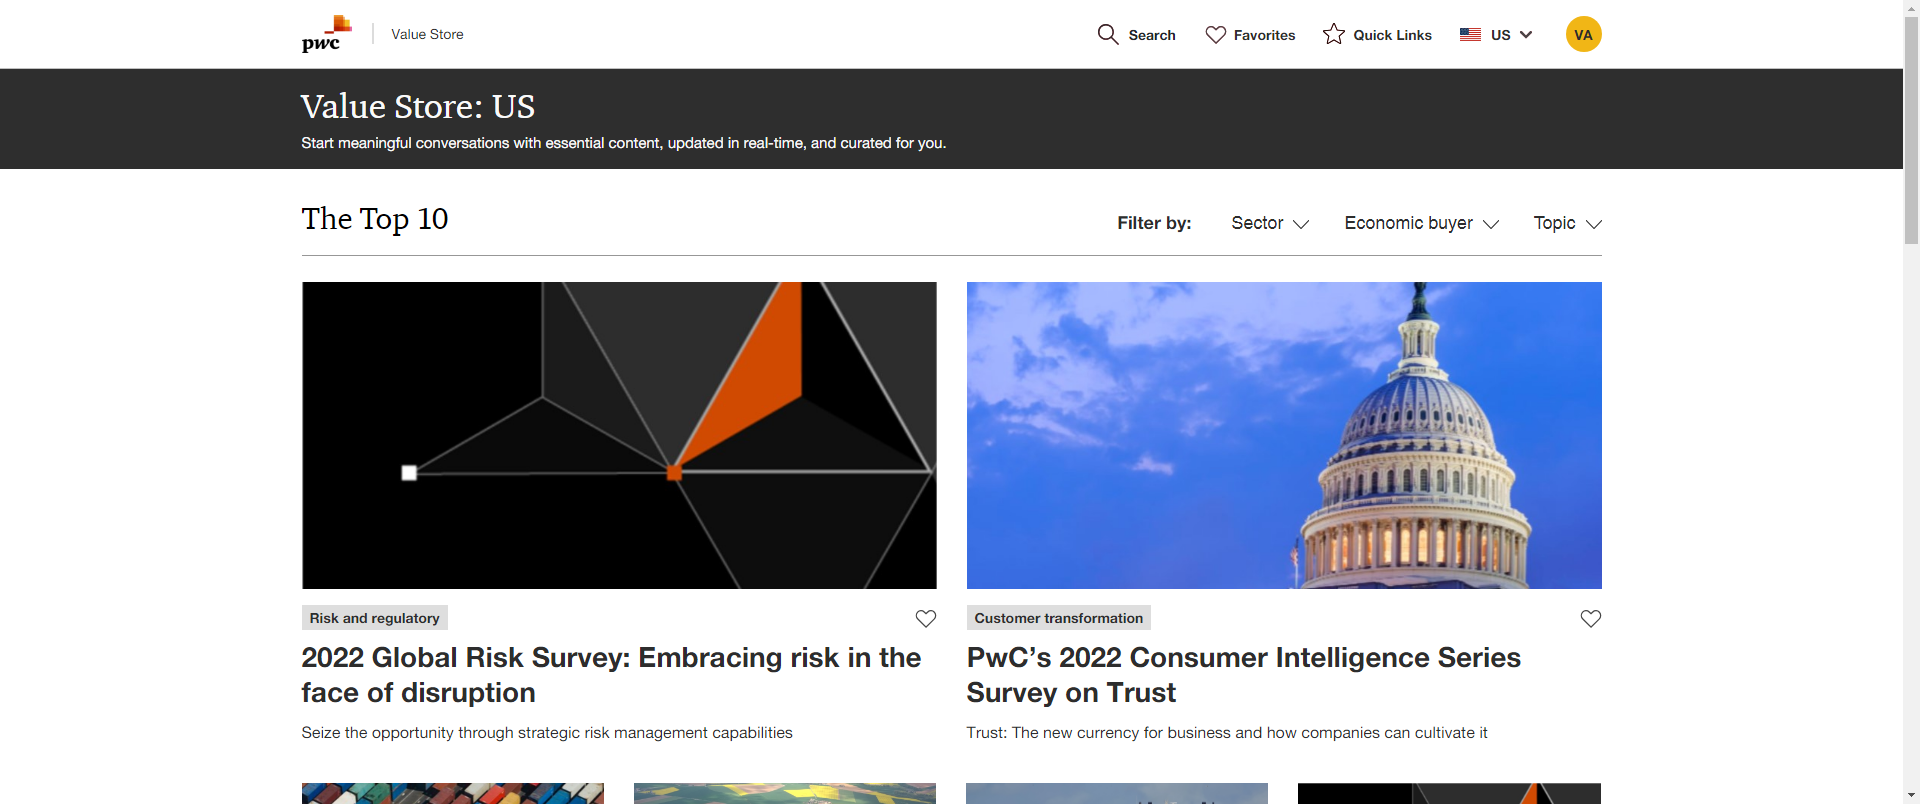 pwc
Value Store
Search
Favorites
Quick Links
US
VA
Value Store: US
Start meaningful conversations with essential content, updated in real-time, and curated for you.
The Top 10
Filter by:
Sector
Economic buyer
Topic
Risk and regulatory
2022 Global Risk Survey: Embracing risk in the
face of disruption
Seize the opportunity through strategic risk management capabilities
Customer transformation
PwC’s 2022 Consumer Intelligence Series
Survey on Trust
Trust: The new currency for business and how companies can cultivate it